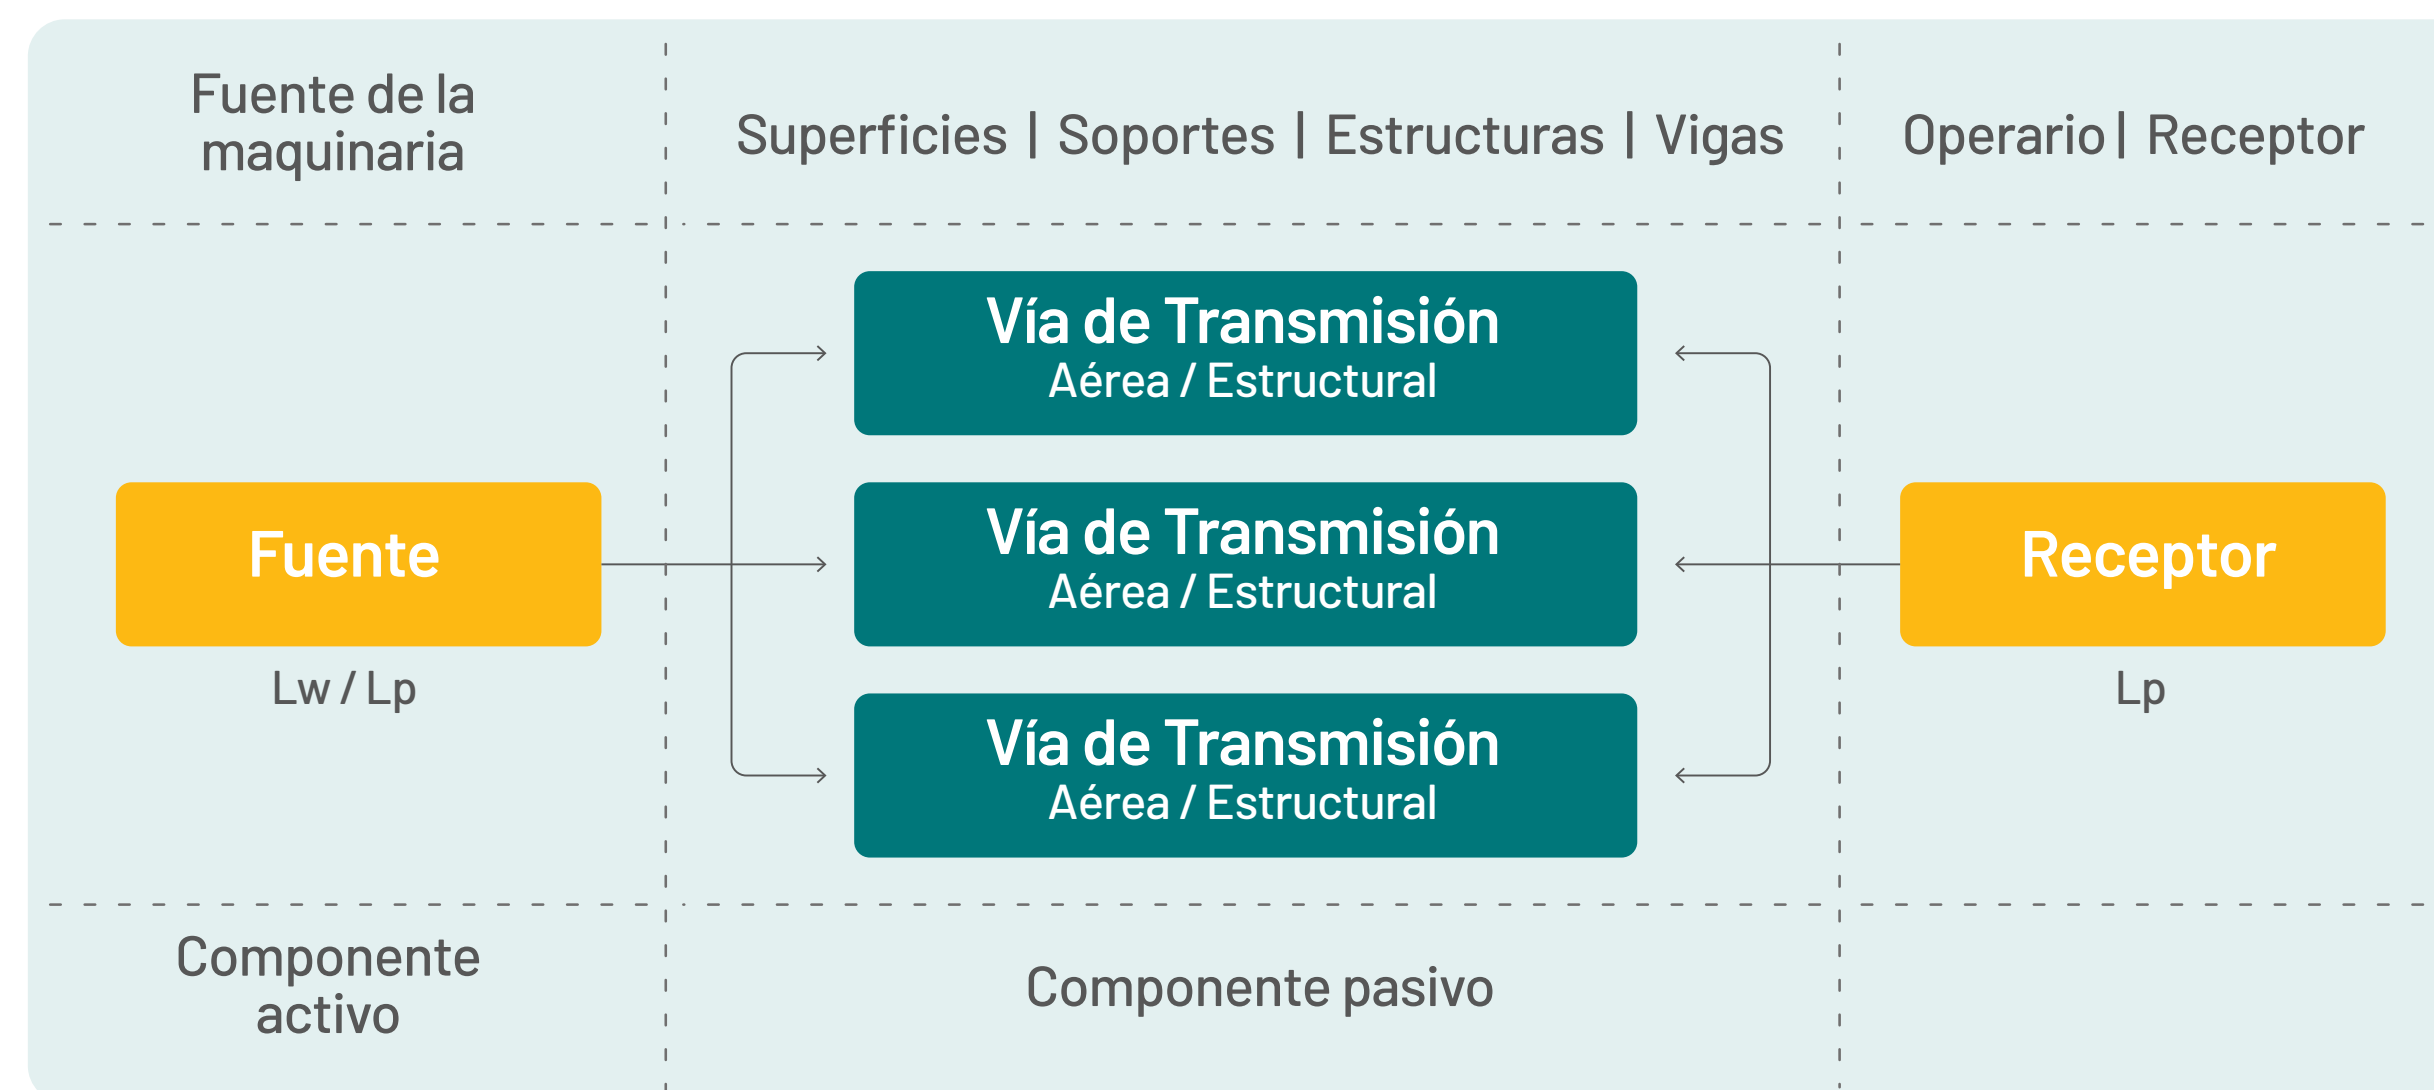 Fuente de la
maquinaria
Superficies | Soportes | Estructuras | Vigas
Operario | Receptor
Vía de Transmisión
Aérea / Estructural
Fuente
Lw / Lp
Vía de Transmisión
Aérea / Estructural
Receptor
Lp
Vía de Transmisión
Aérea / Estructural
Componente
activo
Componente pasivo